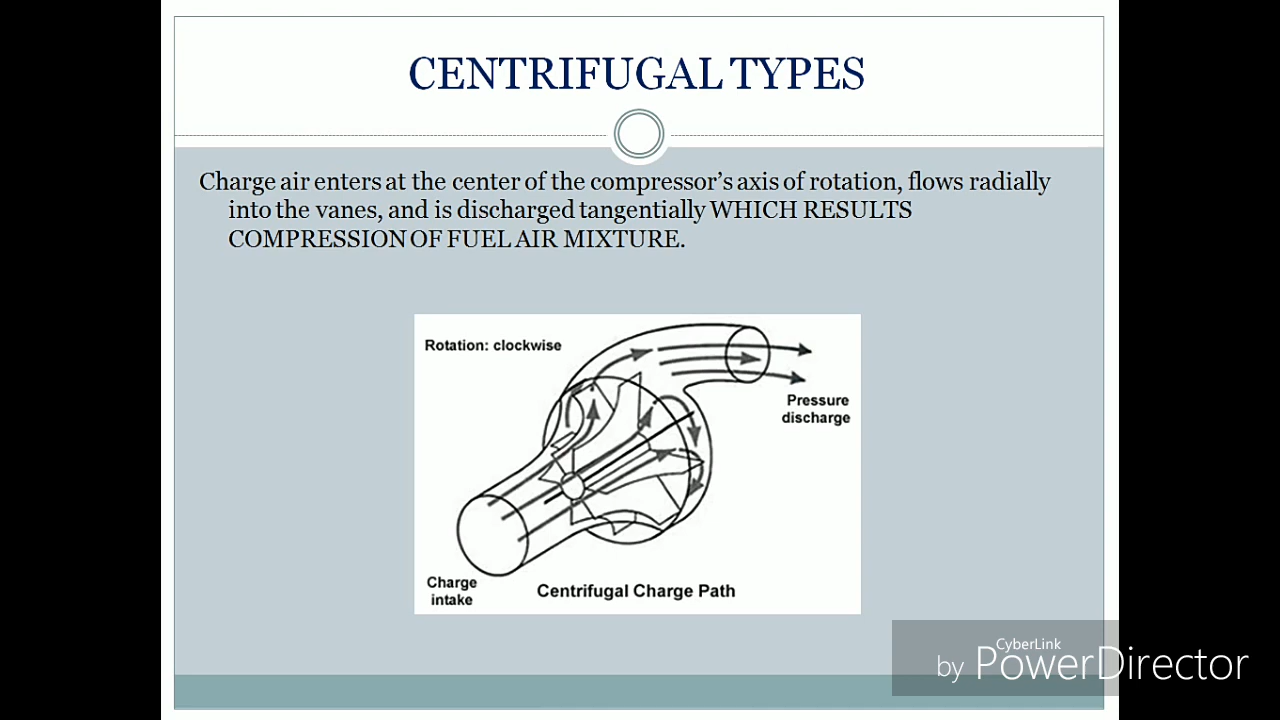 CENTRIFUGAL TYPES
Charge air enters at the center of the compressor’s axis of rotation, flows radially
into the vanes, and is discharged tangentially WHICH RESULTS
COMPRESSION OF FUEL AIR MIXTURE.
Rotation: clockwise
Pressure
discharge
Charge
intake
Centrifugal Charge Path
CyberLink
by PowerDirector